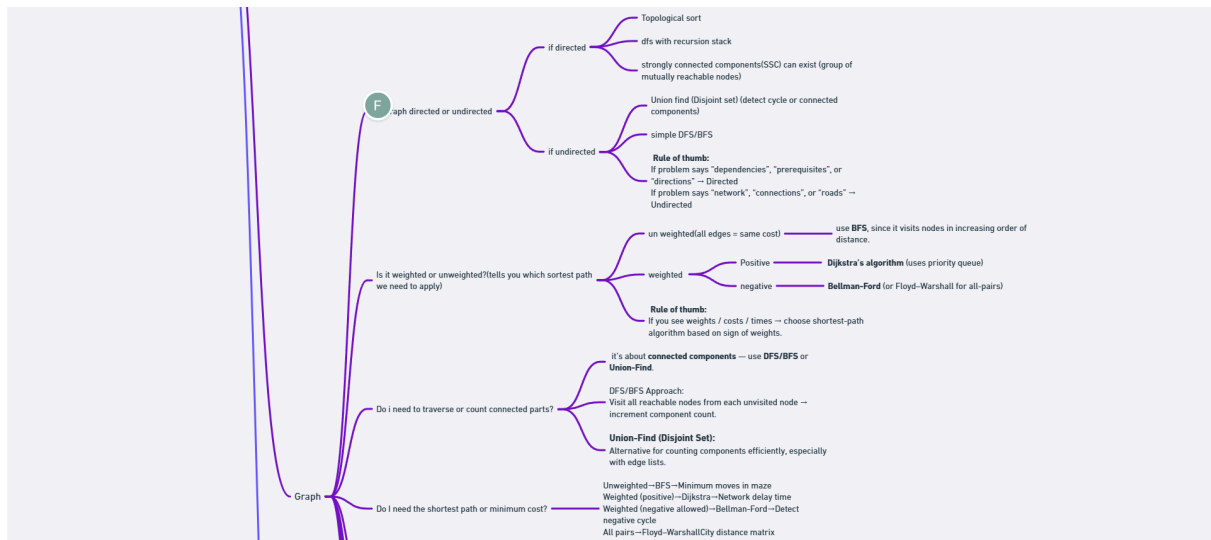 Topological sort
if directed
dfs with recursion stack
strongly connected components(SSC) can exist (group of
mutually reachable nodes)
F
raph directed or undirected
Union find (Disjoint set) (detect cycle or connected
components)
simple DFS/BFS
if undirected
Rule of thumb:
If problem says “dependencies”, “prerequisites”, or
“directions” → Directed
If problem says “network”, “connections”, or “roads” →
Undirected
un weighted(all edges = same cost)
use BFS, since it visits nodes in increasing order of
distance.
Is it weighted or unweighted?(tells you which sortest path
we need to apply)
weighted
Positive
Dijkstra’s algorithm (uses priority queue)
negative
Bellman-Ford (or Floyd–Warshall for all-pairs)
Rule of thumb:
If you see weights / costs / times → choose shortest-path
algorithm based on sign of weights.
it’s about connected components — use DFS/BFS or
Union-Find.
Do i need to traverse or count connected parts?
DFS/BFS Approach:
Visit all reachable nodes from each unvisited node →
increment component count.
Union-Find (Disjoint Set):
Alternative for counting components efficiently, especially
with edge lists.
Graph
Do I need the shortest path or minimum cost?
Unweighted→BFS→Minimum moves in maze
Weighted (positive)→Dijkstra→Network delay time
Weighted (negative allowed)→Bellman-Ford→Detect
negative cycle
All pairs→Floyd–WarshallCity distance matrix